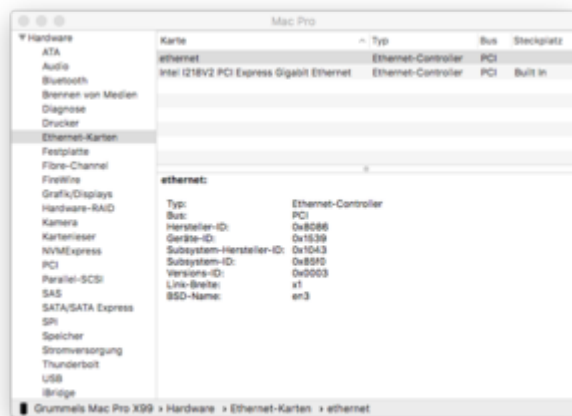 Mac Pro
Hardware
ATA
Audio
Bluetooth
Brennen von Medien
Diagnose
Drucker
Ethernet-Karten
Festplatte
Fibre-Channel
FireWire
Grafik/Displays
Hardware-RAID
Kamera
Kartenleser
NVMExpress
PCI
Parallel-SCSI
SAS
SATA/SATA Express
SPI
Speicher
Stromversorgung
Thunderbolt
USB
iBridge
Karte Typ Bus Steckplatz
ethernet Ethernet-Controller PCI
Intel I218V2 PCI Express Gigabit Ethernet Ethernet-Controller PCI Built In
ethernet:
Typ: Ethernet-Controller
Bus: PCI
Hersteller-ID: 0x8086
Geräte-ID: 0x1539
Subsystem-Hersteller-ID: 0x1043
Subsystem-ID: 0x85f0
Versions-ID: 0x0003
Link-Breite: x1
BSD-Name: en3
Grummels Mac Pro X99 › Hardware › Ethernet-Karten › ethernet